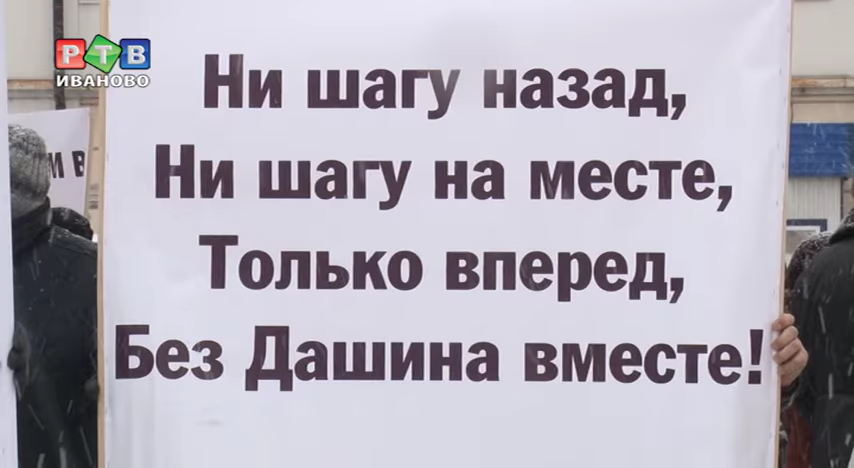 РТВ
ИВАНОВО
Ни шагу назад,
Ни шагу на месте,
Только вперед,
Без Дашина вместе!
И В